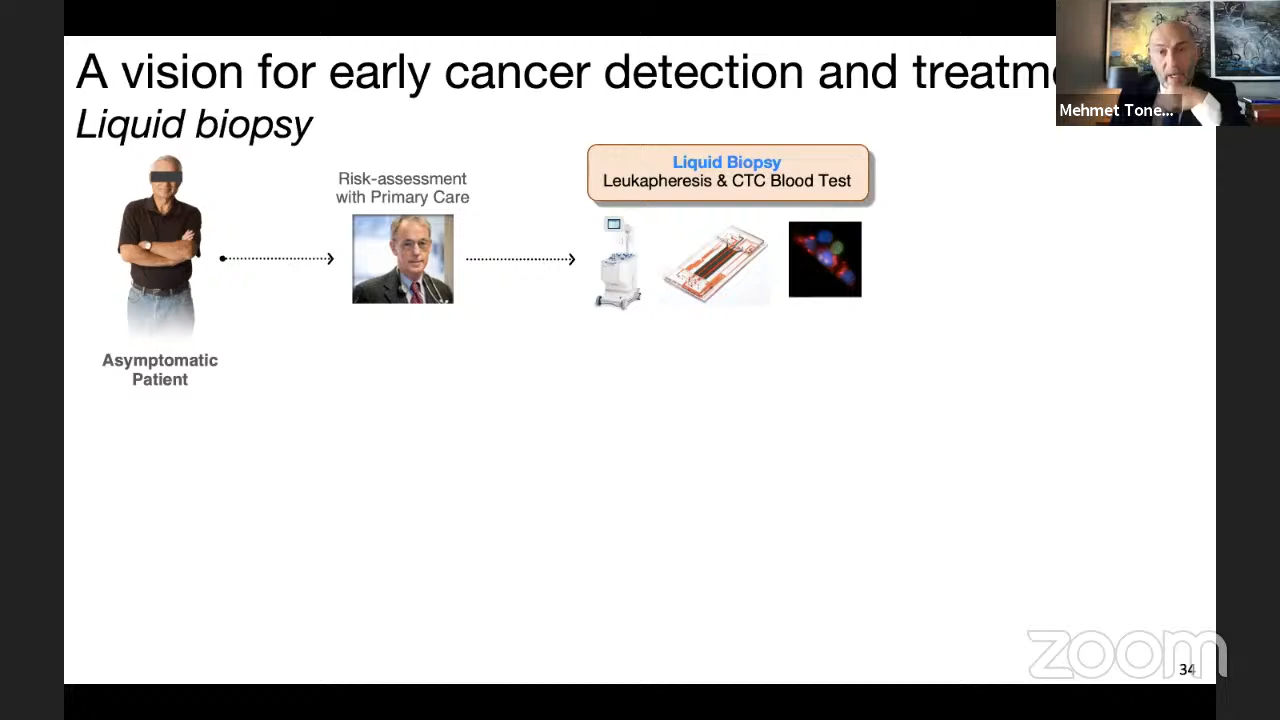 A vision for early cancer detection and treatme
Liquid biopsy
Mehmet Tone...
Risk-assessment
with Primary Care
Liquid Biopsy
Leukapheresis & CTC Blood Test
Asymptomatic
Patient
zoom
34